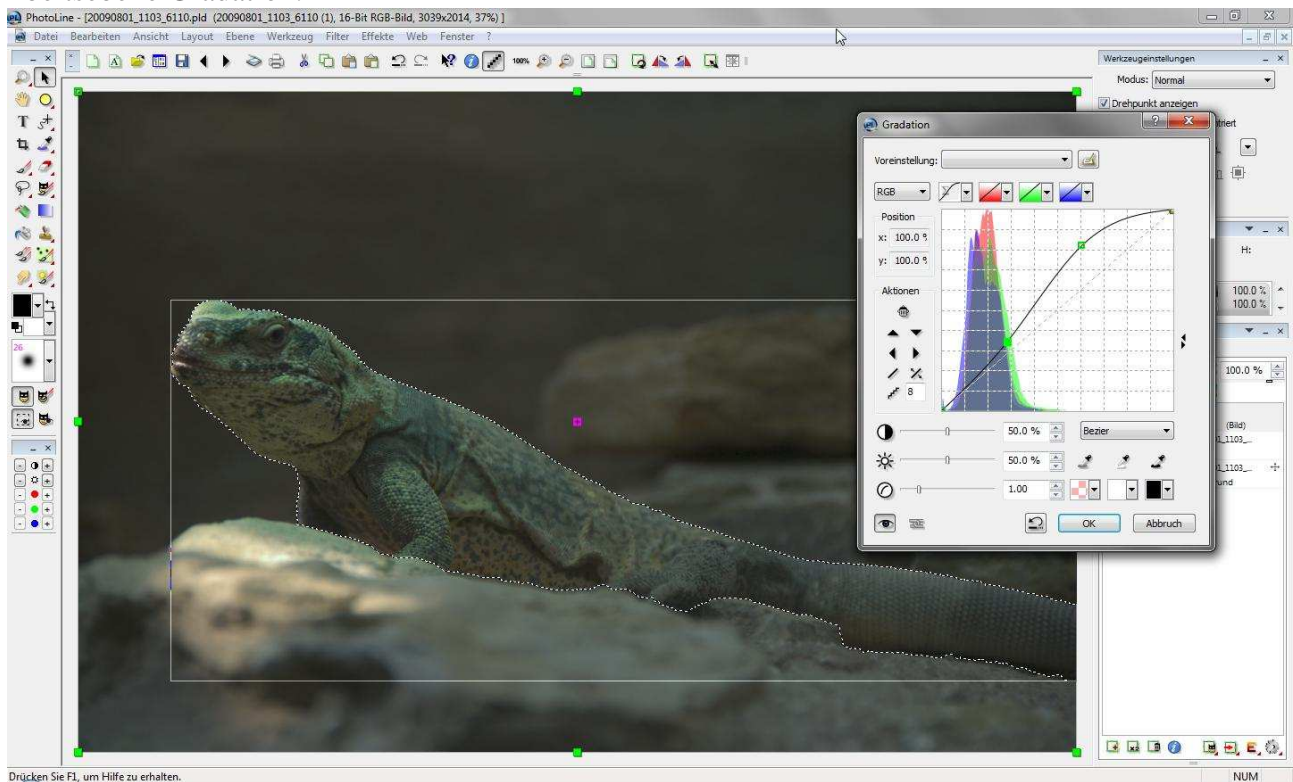 PhotoLine - [20090801_1103_6110.pld (20090801_1103_6110 (1), 16-Bit RGB-Bild, 3039x2014, 37%) ]
Datei Bearbeiten Ansicht Layout Ebene Werkzeug Filter Effekte Web Fenster ?
100%
Werkzeugeinstellungen
Modus: Normal
Drehpunkt anzeigen
Gradation
Voreinstellung:
RGB
Position
x: 100.0 %
y: 100.0 %
H:
Aktionen
100.0 %
100.0 %
26
8
100.0 %
50.0 %
Bezier
(Bild)
50.0 %
1.00
OK
Abbruch
Drücken Sie F1, um Hilfe zu erhalten.
NUM